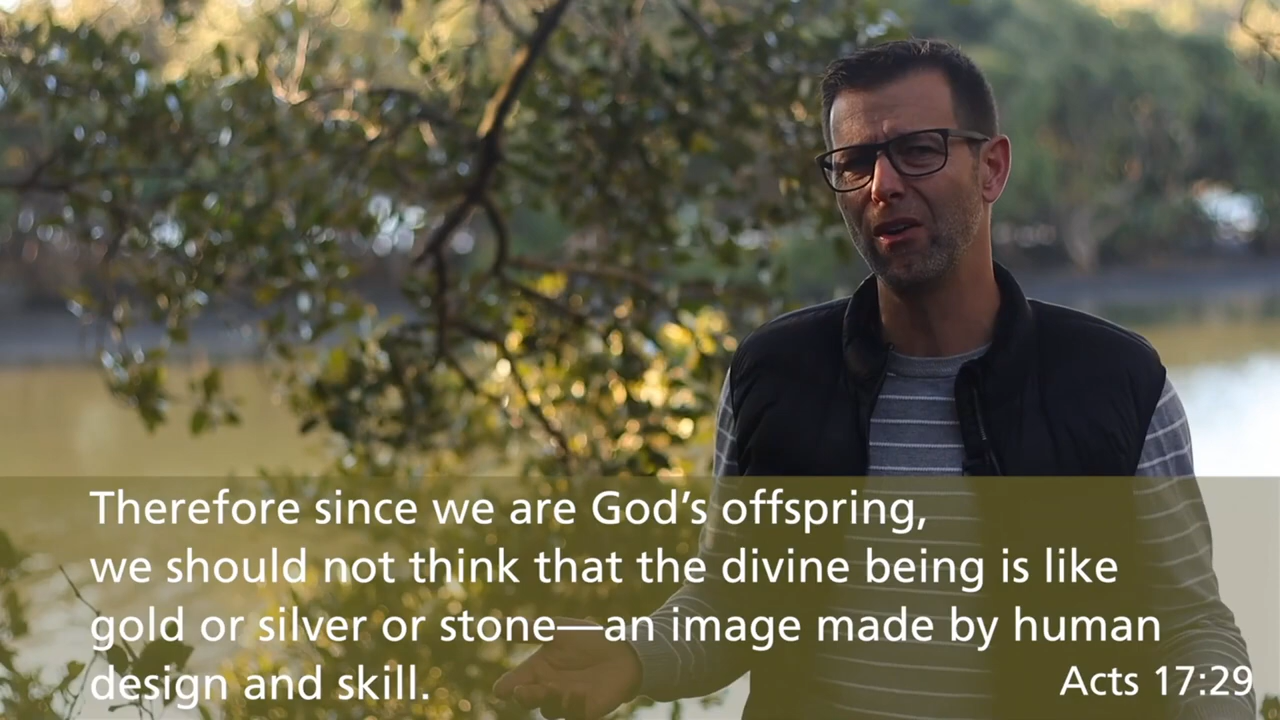 Therefore since we are God's offspring,
we should not think that the divine being is like
gold or silver or stone—an image made by human
design and skill.
Acts 17:29